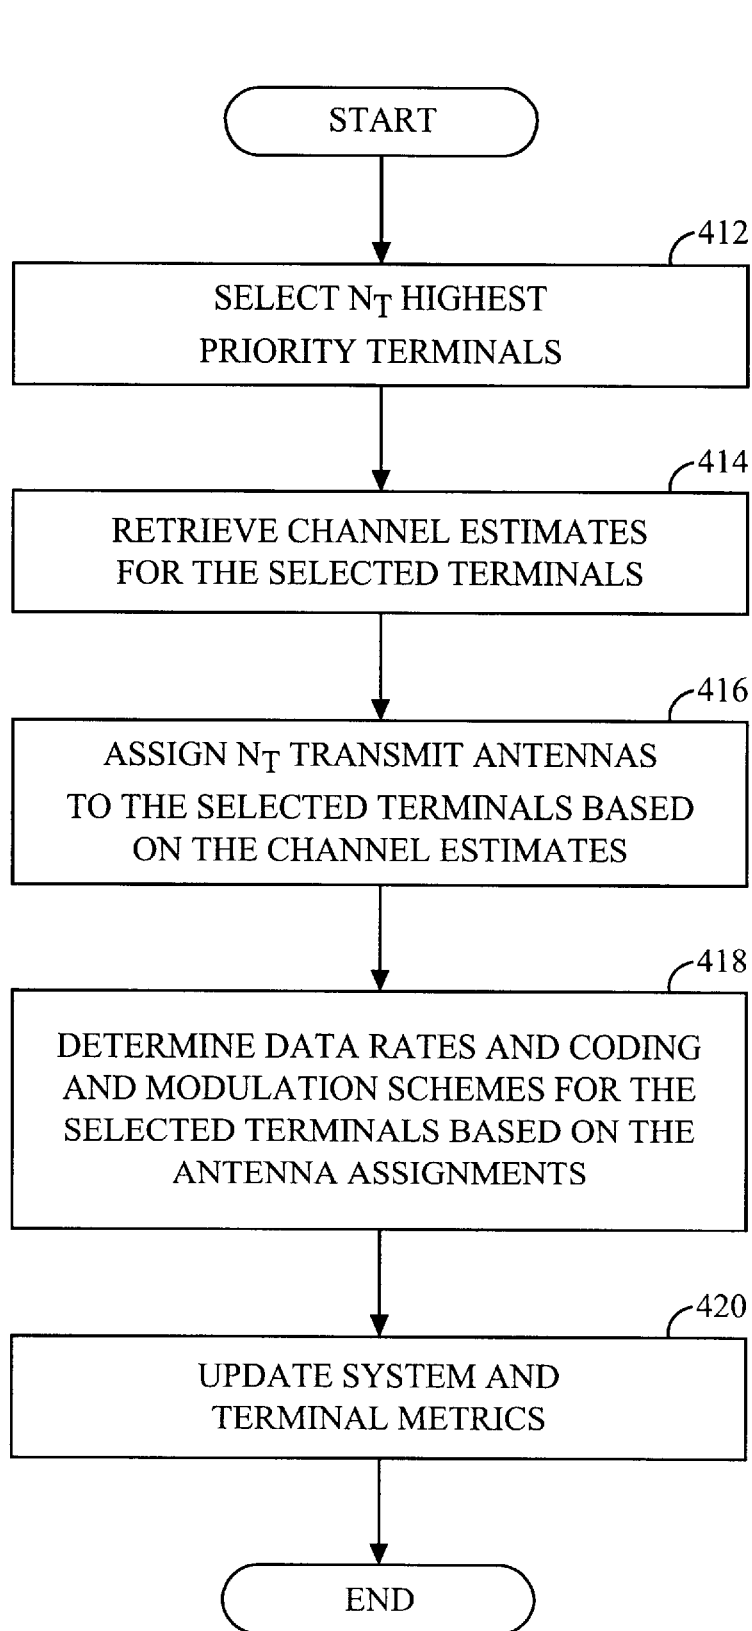 START
412
SELECT NT HIGHEST
PRIORITY TERMINALS
414
RETRIEVE CHANNEL ESTIMATES
FOR THE SELECTED TERMINALS
416
ASSIGN NT TRANSMIT ANTENNAS
TO THE SELECTED TERMINALS BASED
ON THE CHANNEL ESTIMATES
418
DETERMINE DATA RATES AND CODING
AND MODULATION SCHEMES FOR THE
SELECTED TERMINALS BASED ON THE
ANTENNA ASSIGNMENTS
420
UPDATE SYSTEM AND
TERMINAL METRICS
END